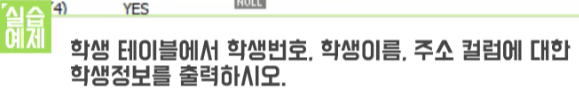 4) YES NULL
실습
예제
학생 테이블에서 학생번호, 학생이름, 주소 컬럼에 대한
학생정보를 출력하시오.